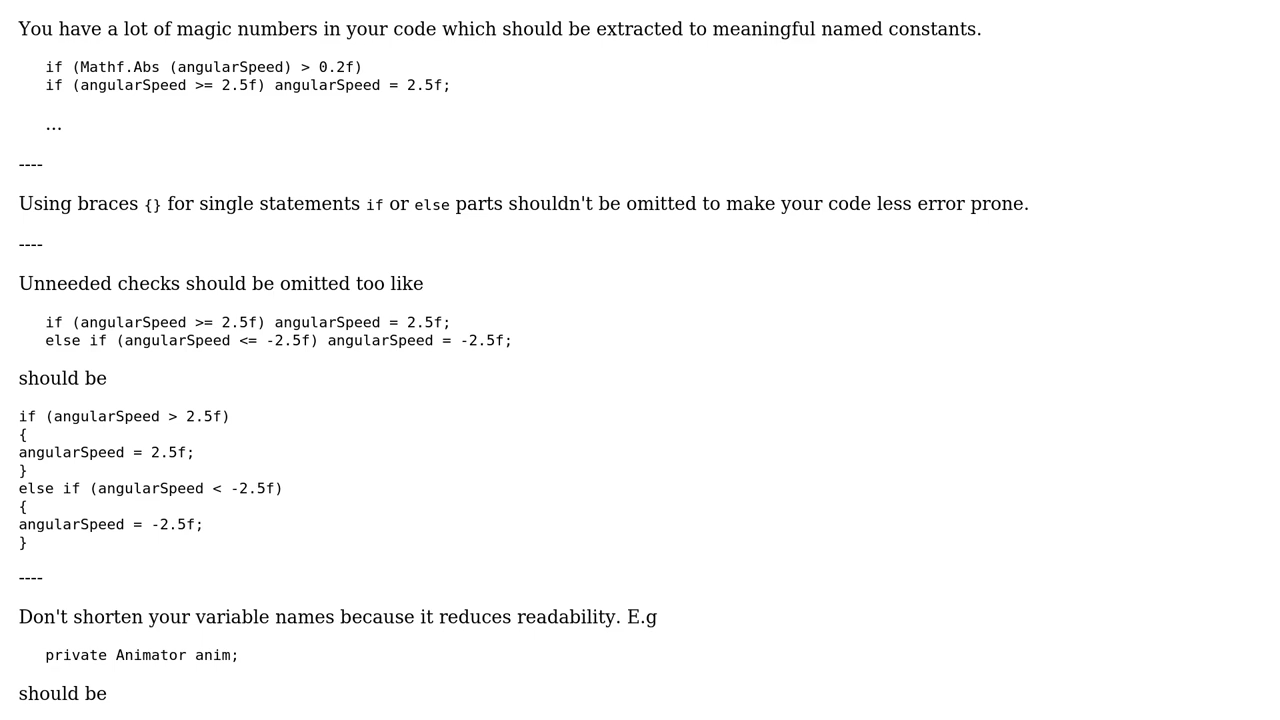 You have a lot of magic numbers in your code which should be extracted to meaningful named constants.
if (Mathf.Abs (angularSpeed) > 0.2f)
if (angularSpeed >= 2.5f) angularSpeed = 2.5f;
...
----
Using braces {} for single statements if or else parts shouldn't be omitted to make your code less error prone.
----
Unneeded checks should be omitted too like
if (angularSpeed >= 2.5f) angularSpeed = 2.5f;
else if (angularSpeed <= -2.5f) angularSpeed = -2.5f;
should be
if (angularSpeed > 2.5f)
{
angularSpeed = 2.5f;
}
else if (angularSpeed < -2.5f)
{
angularSpeed = -2.5f;
}
----
Don't shorten your variable names because it reduces readability. E.g
private Animator anim;
should be